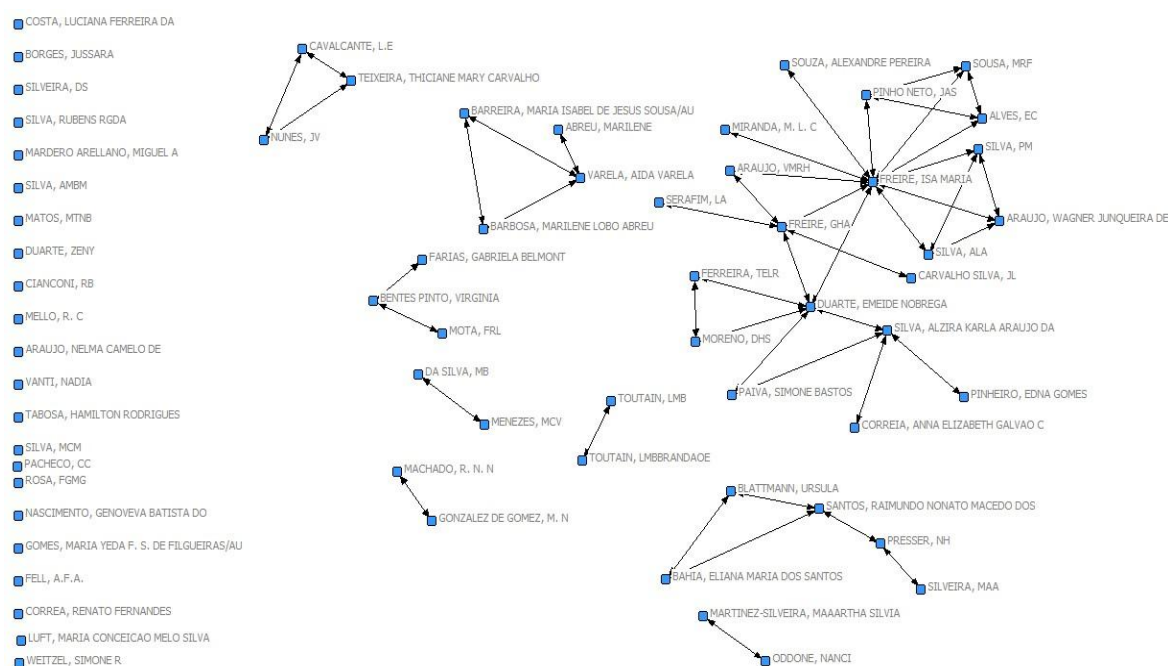 COSTA, LUCIANA FERREIRA DA
BORGES, JUSSARA
SILVEIRA, DS
SILVA, RUBENS RGDA
MARDERO ARELLANO, MIGUEL A
SILVA, AMBM
MATOS, MTNB
DUARTE, ZENY
CIANCONI, RB
MELLO, R. C
ARAUJO, NELMA CAMELO DE
VANTI, NADIA
TABOSA, HAMILTON RODRIGUES
SILVA, MCM
PACHECO, CC
ROSA, FGMG
NASCIMENTO, GENOVEVA BATISTA DO
GOMES, MARIA YEDA F. S. DE FILGUEIRAS/AU
FELL, A.F.A.
CORREA, RENATO FERNANDES
LUFT, MARIA CONCEICAO MELO SILVA
WEITZEL, SIMONE R
CAVALCANTE, L.E
TEIXEIRA, THICIANE MARY CARVALHO
NUNES, JV
BARREIRA, MARIA ISABEL DE JESUS SOUSA/AU
ABREU, MARILENE
VARELA, AIDA VARELA
BARBOSA, MARILENE LOBO ABREU
FARIAS, GABRIELA BELMONT
BENTES PINTO, VIRGINIA
MOTA, FRL
DA SILVA, MB
MENEZES, MCV
TOUTAIN, LMB
TOUTAIN, LMBBRANDAOE
MACHADO, R. N. N
GONZALEZ DE GOMEZ, M. N
SOUZA, ALEXANDRE PEREIRA
SOUSA, MRF
PINHO NETO, JAS
ALVES, EC
MIRANDA, M. L. C
SILVA, PM
ARAUJO, VMRH
FREIRE, ISA MARIA
SERAFIM, LA
ARAUJO, WAGNER JUNQUEIRA DE
FREIRE, GHA
SILVA, ALA
FERREIRA, TELR
CARVALHO SILVA, JL
DUARTE, EMEIDE NOBREGA
SILVA, ALZIRA KARLA ARAUJO DA
MORENO, DHS
PAIVA, SIMONE BASTOS
PINHEIRO, EDNA GOMES
CORREIA, ANNA ELIZABETH GALVAO C
BLATTMANN, URSULA
SANTOS, RAIMUNDO NONATO MACEDO DOS
PRESSER, NH
BAHIA, ELIANA MARIA DOS SANTOS
SILVEIRA, MAA
MARTINEZ-SILVEIRA, MAAARTHA SILVIA
ODDONE, NANCI